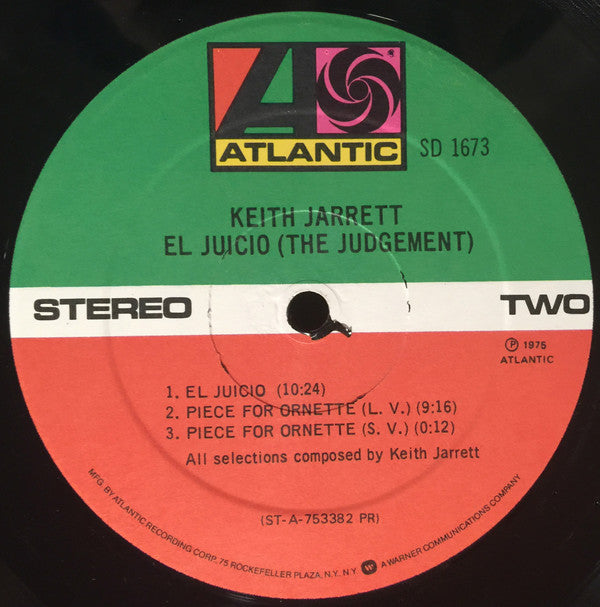 ATLANTIC
SD 1673
KEITH JARRETT
EL JUICIO (THE JUDGEMENT)
STEREO
TWO
℗ 1975
ATLANTIC
1. EL JUICIO (10:24)
2. PIECE FOR ORNETTE (L. V.) (9:16)
3. PIECE FOR ORNETTE (S. V.) (0:12)
All selections composed by Keith Jarrett
(ST-A-753382 PR)
MFG. BY ATLANTIC RECORDING CORP. 75 ROCKEFELLER PLAZA, N.Y. N.Y. W A WARNER COMMUNICATIONS COMPANY